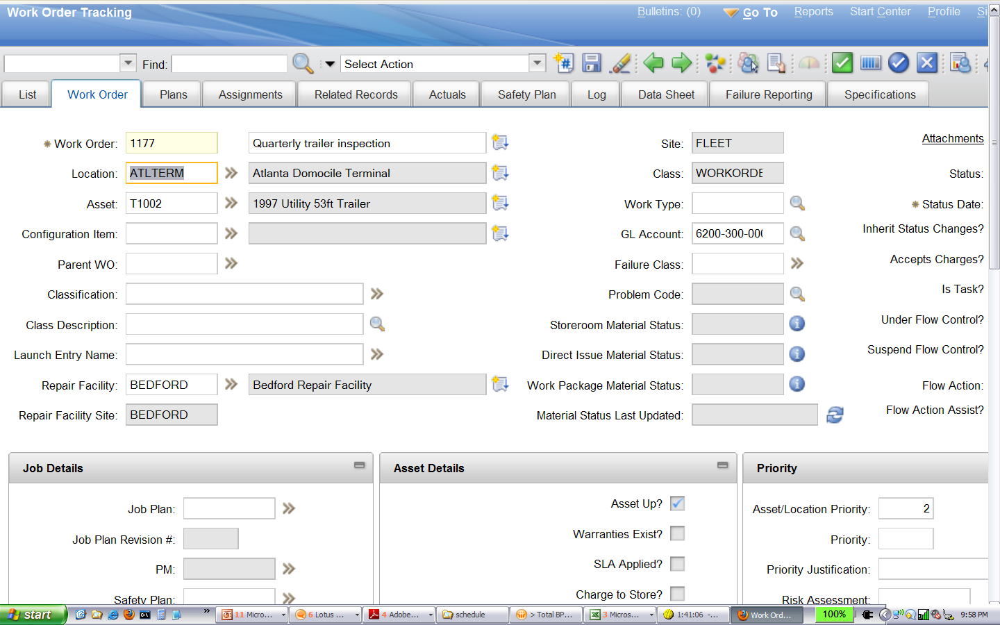 Work Order Tracking
Bulletins: (0) Go To Reports Start Center Profile Si
Find: Select Action
List Work Order Plans Assignments Related Records Actuals Safety Plan Log Data Sheet Failure Reporting Specifications
Work Order: 1177 Quarterly trailer inspection Site: FLEET Attachments
Location: ATLTERM Atlanta Domocile Terminal Class: WORKORDE Status:
Asset: T1002 1997 Utility 53ft Trailer Work Type: Status Date:
Configuration Item: GL Account: 6200-300-000 Inherit Status Changes?
Parent WO: Failure Class: Accepts Charges?
Classification: Problem Code: Is Task?
Class Description: Storeroom Material Status: Under Flow Control?
Launch Entry Name: Direct Issue Material Status: Suspend Flow Control?
Repair Facility: BEDFORD Bedford Repair Facility Work Package Material Status: Flow Action:
Repair Facility Site: BEDFORD Material Status Last Updated: Flow Action Assist?
Job Details Asset Details Priority
Job Plan: Asset Up? Asset/Location Priority: 2
Job Plan Revision #: Warranties Exist? Priority:
PM: SLA Applied? Priority Justification:
Safety Plan: Charge to Store? Risk Assessment:
start 11 Micro... 6 Lotus ... 4 Adobe... schedule > Total BP... 3 Micros... 1:41:06 -... Work Ord... 100% 9:58 PM